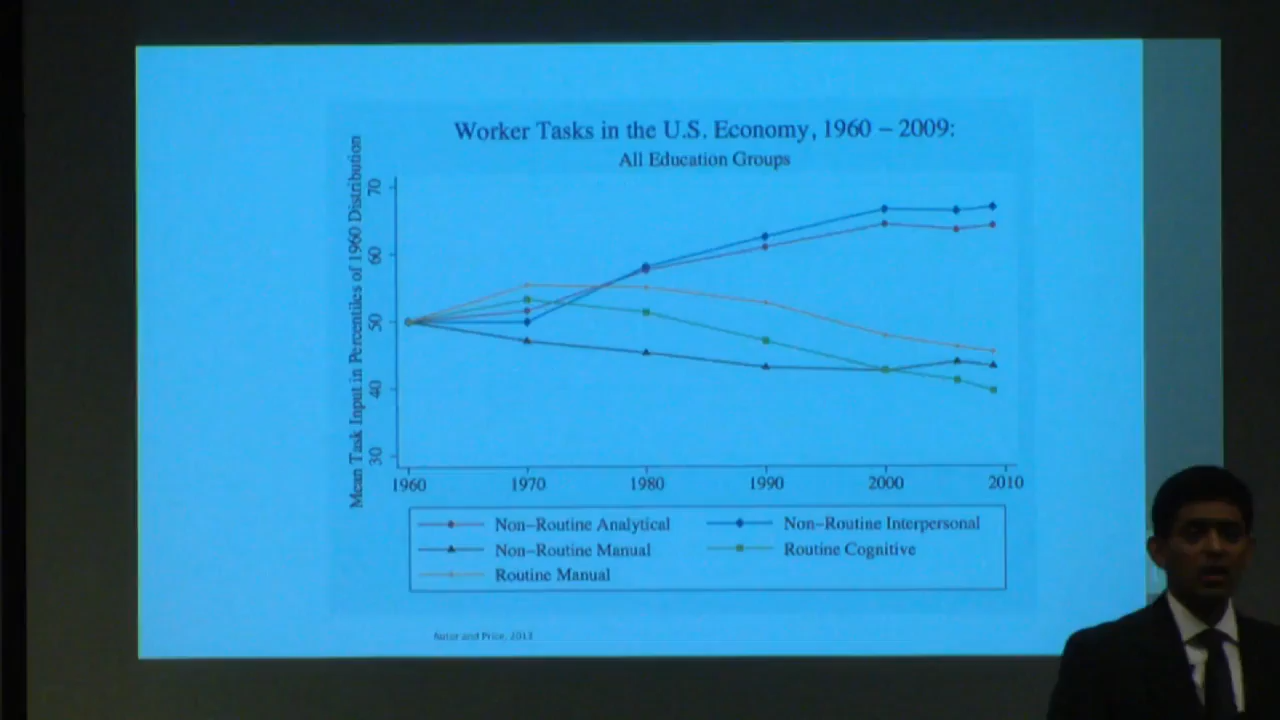 Worker Tasks in the U.S. Economy, 1960 – 2009:
All Education Groups
Mean Task Input in Percentiles of 1960 Distribution
70
60
50
40
30
1960 1970 1980 1990 2000 2010
Non–Routine Analytical Non–Routine Interpersonal
Non–Routine Manual Routine Cognitive
Routine Manual
Autor and Price, 2013